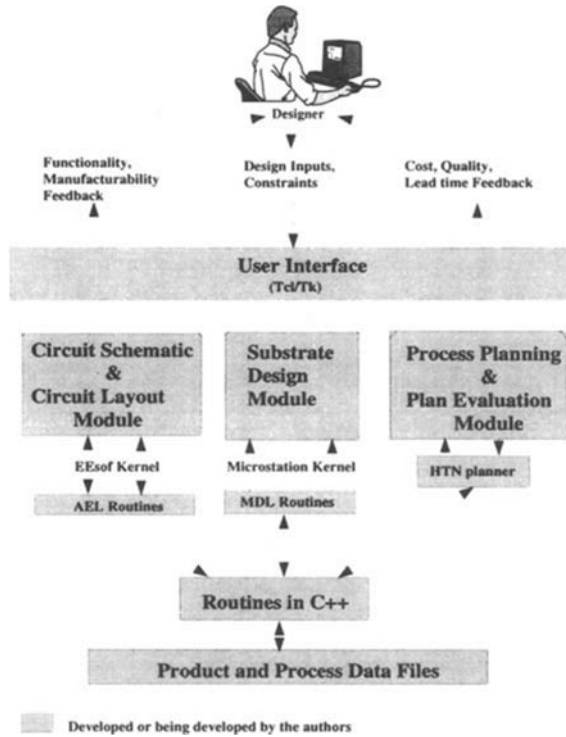 Designer
Functionality,
Manufacturability
Feedback
Design Inputs,
Constraints
Cost, Quality,
Lead time Feedback
User Interface
(Tcl/Tk)
Circuit Schematic
&
Circuit Layout
Module
Substrate
Design
Module
Process Planning
&
Plan Evaluation
Module
EEsof Kernel
Microstation Kernel
HTN planner
AEL Routines
MDL Routines
Routines in C++
Product and Process Data Files
Developed or being developed by the authors